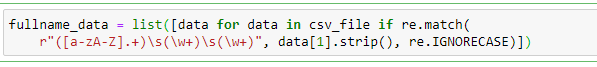 fullname_data = list([data for data in csv_file if re.match(
r"([a-zA-Z].+)\s(\w+)\s(\w+)", data[1].strip(), re.IGNORECASE)])